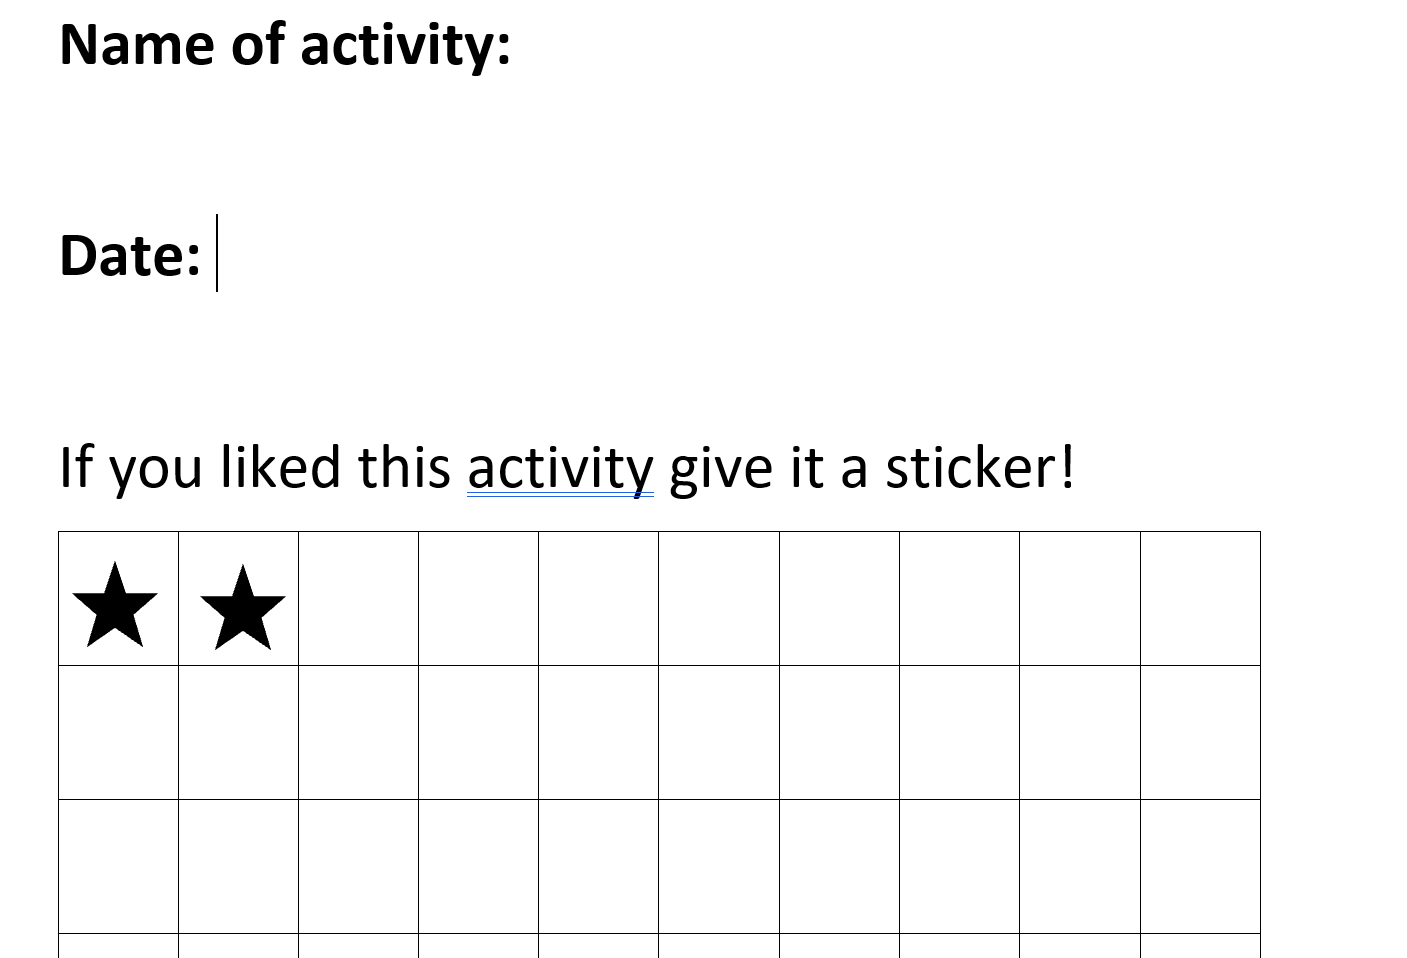 Name of activity:
Date:
If you liked this activity give it a sticker!